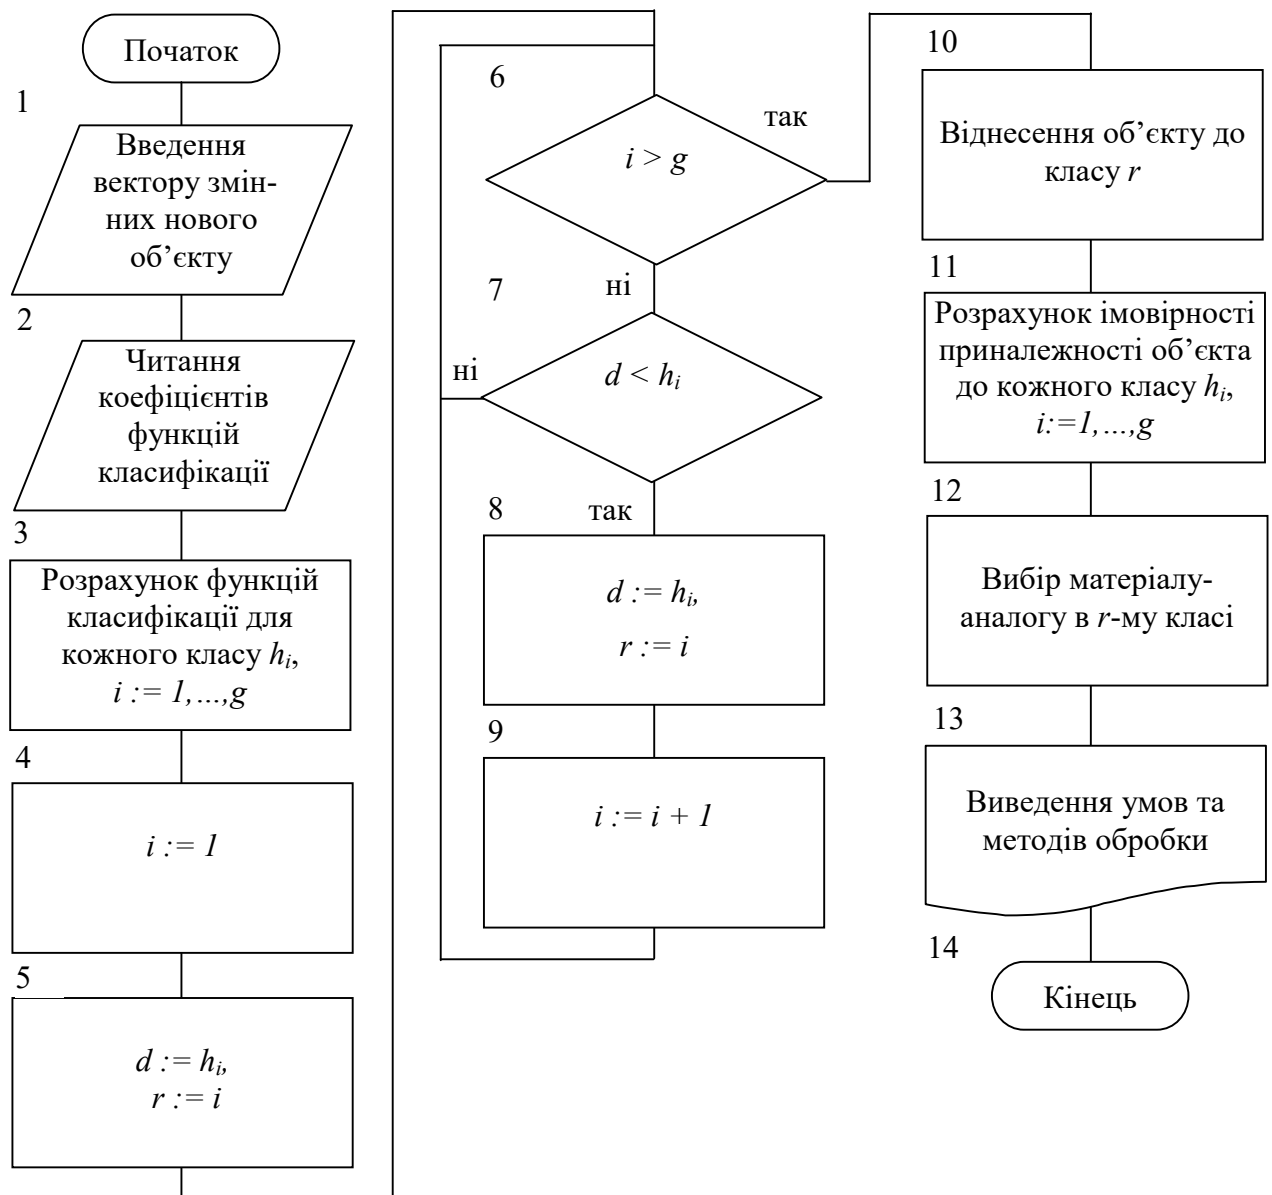 Початок
1
Введення
вектору змін-
них нового
об’єкту
2
Читання
коефіцієнтів
функцій
класифікації
3
Розрахунок функцій
класифікації для
кожного класу hᵢ,
i := 1,...,g
4
i := 1
5
d := hᵢ,
r := i
6
i > g
так
ні
7
d < hᵢ
ні
так
8
d := hᵢ,
r := i
9
i := i + 1
10
Віднесення об’єкту до
класу r
11
Розрахунок імовірності
приналежності об’єкта
до кожного класу hᵢ,
i:=1,...,g
12
Вибір матеріалу-
аналогу в r-му класі
13
Виведення умов та
методів обробки
14
Кінець